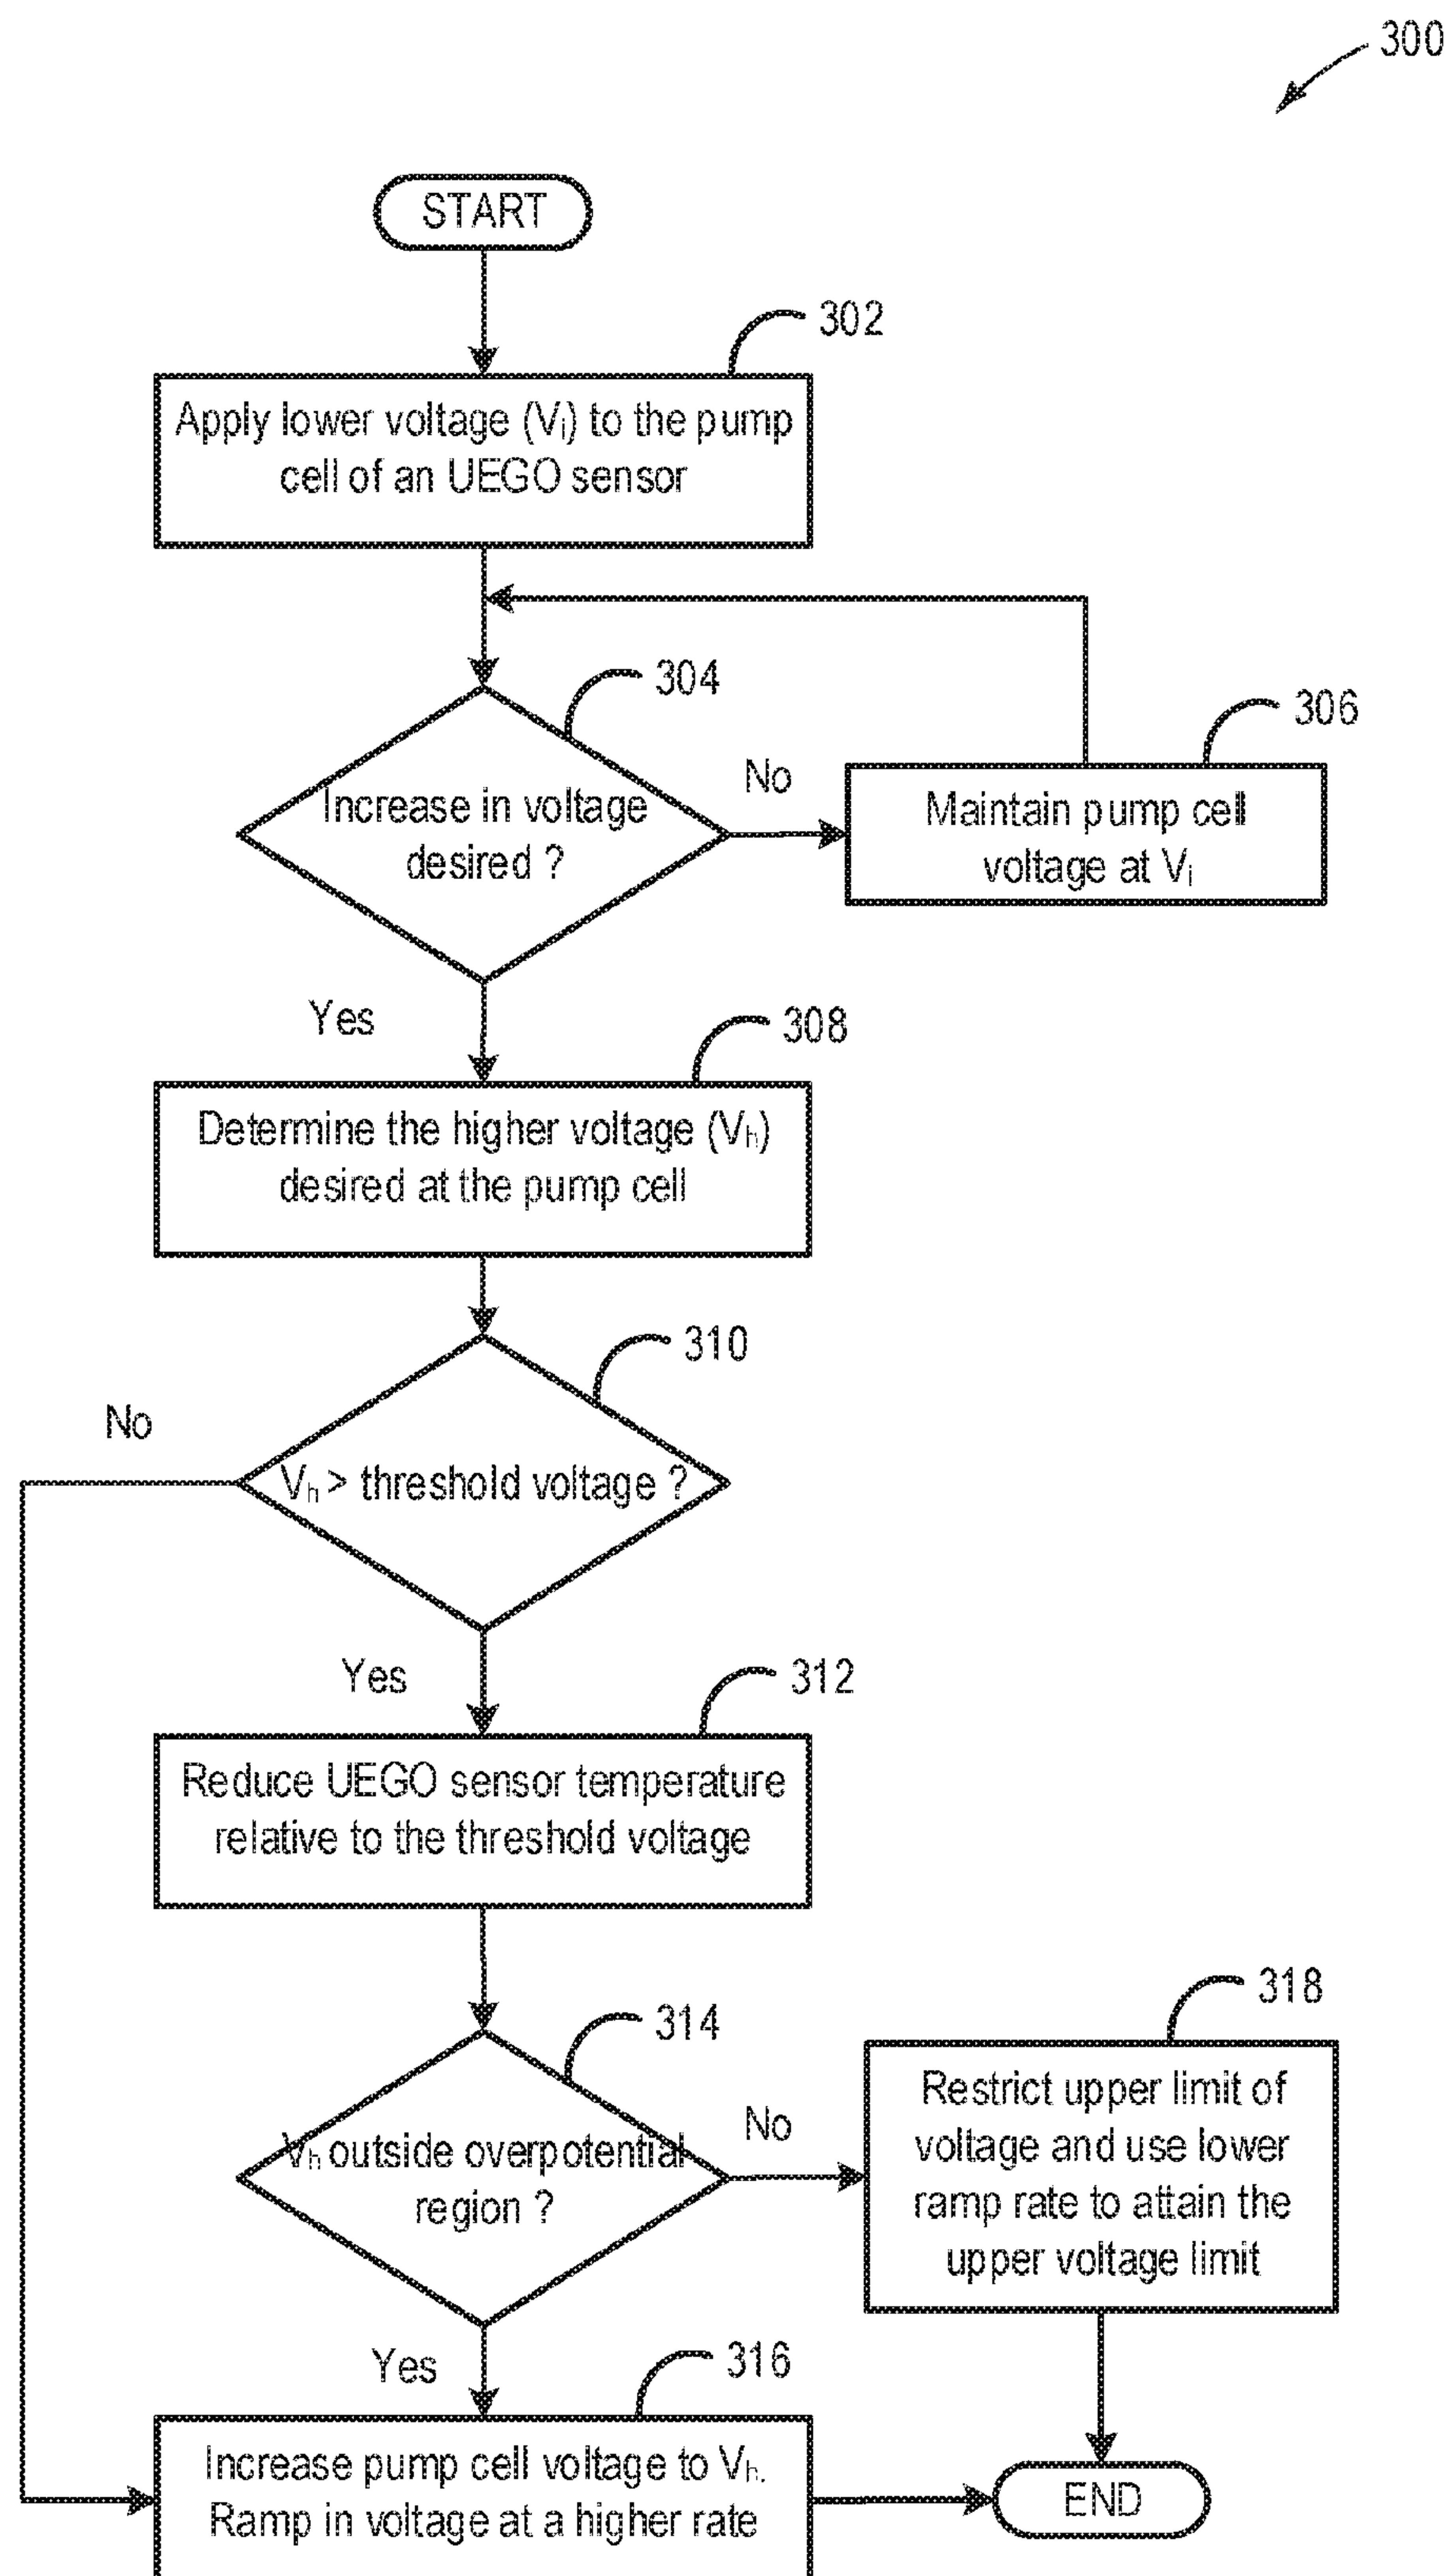 300
START
302
Apply lower voltage (Vi) to the pump
cell of an UEGO sensor
304
306
No
Increase in voltage
desired ?
Maintain pump cell
voltage at Vi
Yes
308
Determine the higher voltage (Vh)
desired at the pump cell
310
No
Vh > threshold voltage ?
Yes
312
Reduce UEGO sensor temperature
relative to the threshold voltage
314
318
No
Vh outside overpotential
region ?
Restrict upper limit of
voltage and use lower
ramp rate to attain the
upper voltage limit
Yes
316
Increase pump cell voltage to Vh.
Ramp in voltage at a higher rate
END